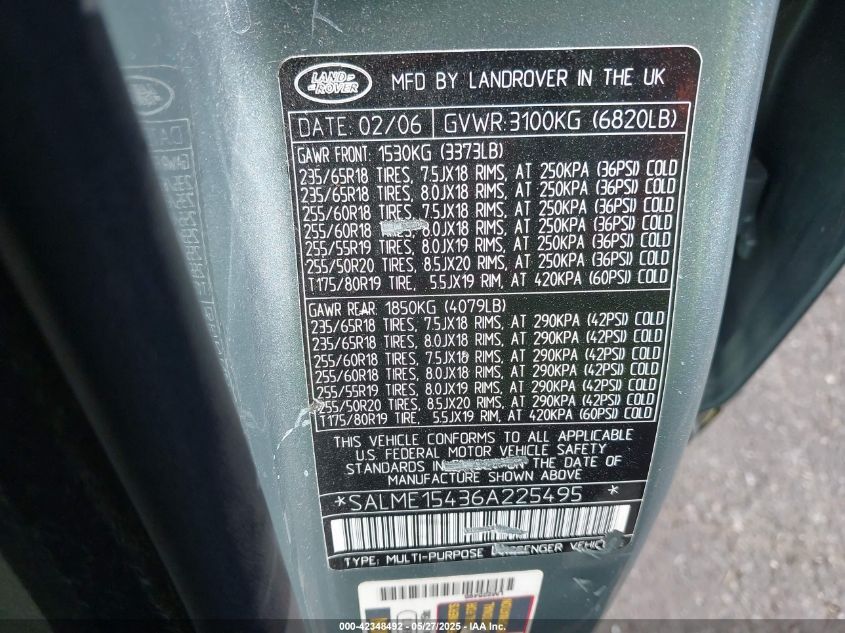 LAND ROVER
MFD BY LANDROVER IN THE UK
DATE: 02/06 GVWR:3100KG (6820LB)
GAWR FRONT: 1530KG (3373LB)
235/65R18 TIRES, 7.5JX18 RIMS, AT 250KPA (36PSI) COLD
235/65R18 TIRES, 8.0JX18 RIMS, AT 250KPA (36PSI) COLD
255/60R18 TIRES, 7.5JX18 RIMS, AT 250KPA (36PSI) COLD
255/60R18 8.0JX18 RIMS, AT 250KPA (36PSI) COLD
255/55R19 TIRES, 8.0JX19 RIMS, AT 250KPA (36PSI) COLD
255/50R20 TIRES, 8.5JX20 RIMS, AT 250KPA (36PSI) COLD
T175/80R19 TIRE, 5.5JX19 RIM, AT 420KPA (60PSI) COLD
GAWR REAR: 1850KG (4079LB)
235/65R18 TIRES, 7.5JX18 RIMS, AT 290KPA (42PSI) COLD
235/65R18 TIRES, 8.0JX18 RIMS, AT 290KPA (42PSI) COLD
255/60R18 TIRES, 7.5JX18 RIMS, AT 290KPA (42PSI) COLD
255/60R18 TIRES, 8.0JX18 RIMS, AT 290KPA (42PSI) COLD
255/55R19 TIRES, 8.0JX19 RIMS, AT 290KPA (42PSI) COLD
255/50R20 TIRES, 8.5JX20 RIMS, AT 290KPA (42PSI) COLD
T175/80R19 TIRE, 5.5JX19 RIM, AT 420KPA (60PSI) COLD
THIS VEHICLE CONFORMS TO ALL APPLICABLE
U.S. FEDERAL MOTOR VEHICLE SAFETY
STANDARDS IN THE DATE OF
MANUFACTURE SHOWN ABOVE
*SALME15436A225495 *
TYPE: MULTI-PURPOSE PASSENGER VEHICLE
000-42348492 - 05/27/2025 - IAA Inc.